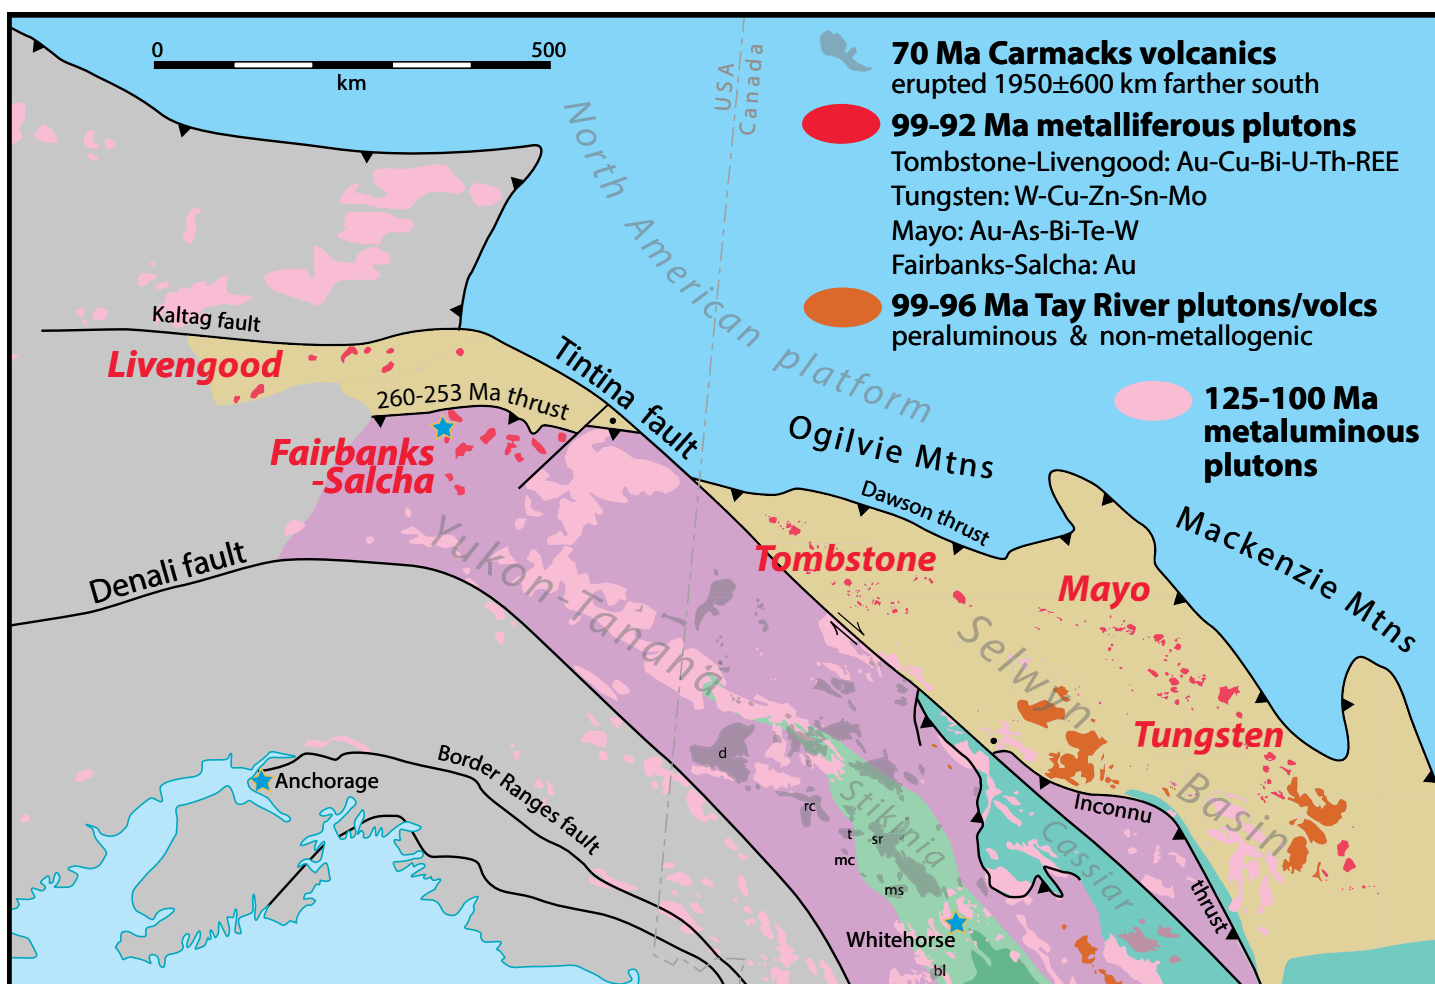 0 500
km
USA
Canada
70 Ma Carmacks volcanics
erupted 1950±600 km farther south
99-92 Ma metalliferous plutons
Tombstone-Livengood: Au-Cu-Bi-U-Th-REE
Tungsten: W-Cu-Zn-Sn-Mo
Mayo: Au-As-Bi-Te-W
Fairbanks-Salcha: Au
99-96 Ma Tay River plutons/volcs
peraluminous & non-metallogenic
125-100 Ma
metaluminous
plutons
North American platform
Kaltag fault
Livengood
260-253 Ma thrust
Tintina fault
Fairbanks
-Salcha
Ogilvie Mtns
Dawson thrust
Mackenzie Mtns
Denali fault
Yukon-Tanana
Tombstone
Mayo
Selwyn
Basin
Tungsten
Border Ranges fault
Anchorage
d
rc
t
sr
mc
ms
Stikinia
Cassiar
Inconnu
thrust
Whitehorse
bl